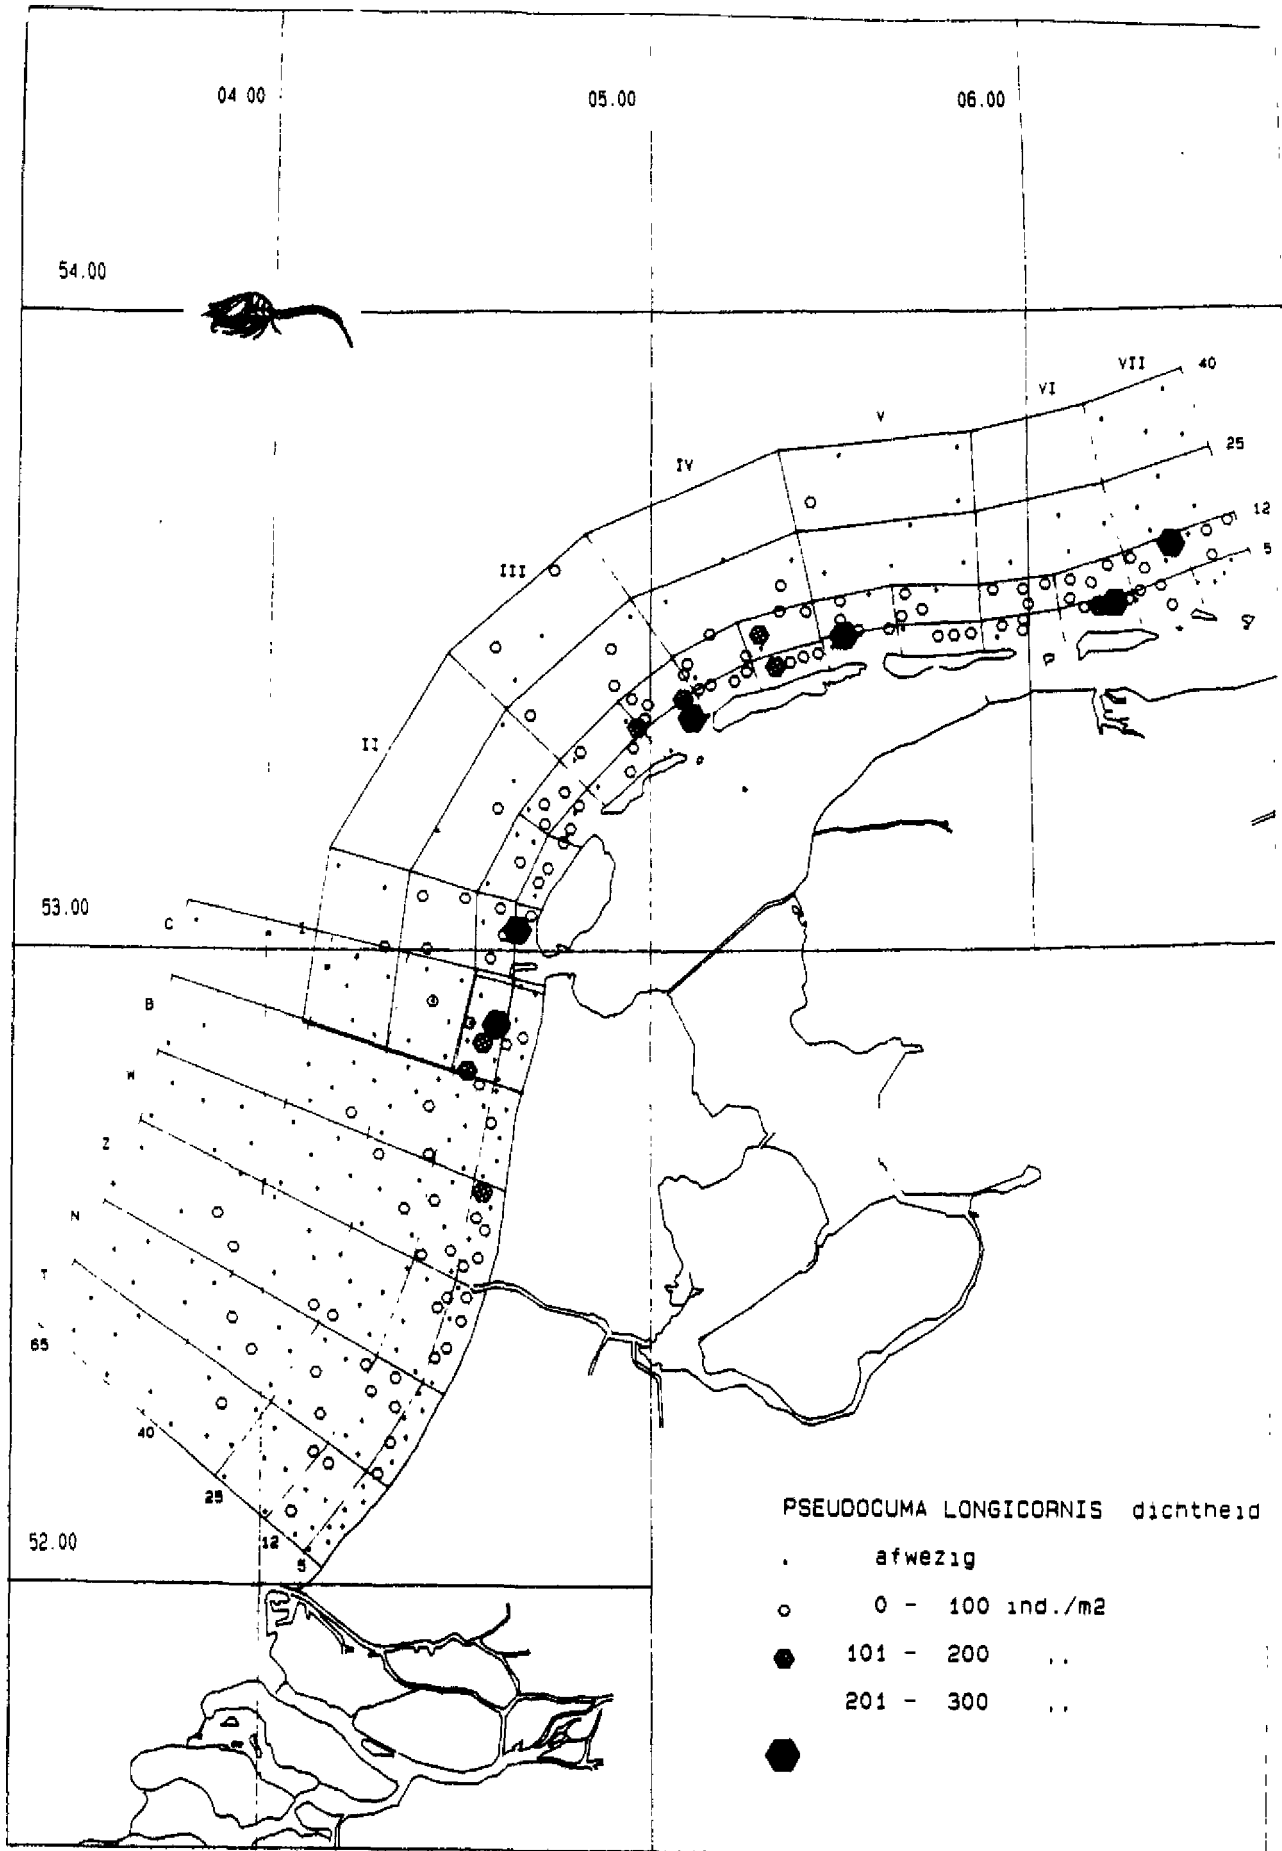 04 00
05.00
06.00
54.00
VII
40
VI
V
25
IV
12
5
III
II
53.00
C
I
B
W
Z
N
T
65
40
25
12
5
52.00
PSEUDOCUMA LONGICORNIS dichtheid
. afwezig
0 - 100 ind./m2
101 - 200 ..
201 - 300 ..